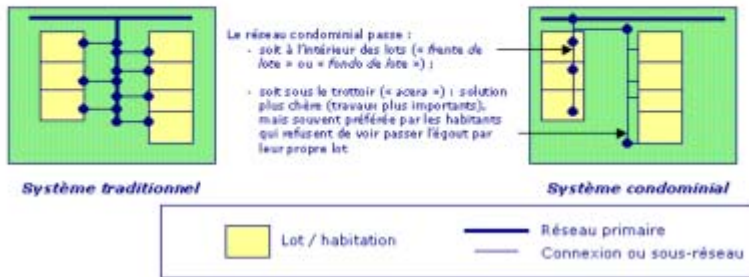 Le réseau condominial passe :
- soit à l'intérieur des lots (« frente de
lote » ou « fondo de lote ») ;
- soit sous le trottoir (« acera ») : solution
plus chère (travaux plus importants),
mais souvent préférée par les habitants
qui refusent de voir passer l'égout par
leur propre lot
Système traditionnel
Système condominial
Lot / habitation
Réseau primaire
Connexion ou sous-réseau